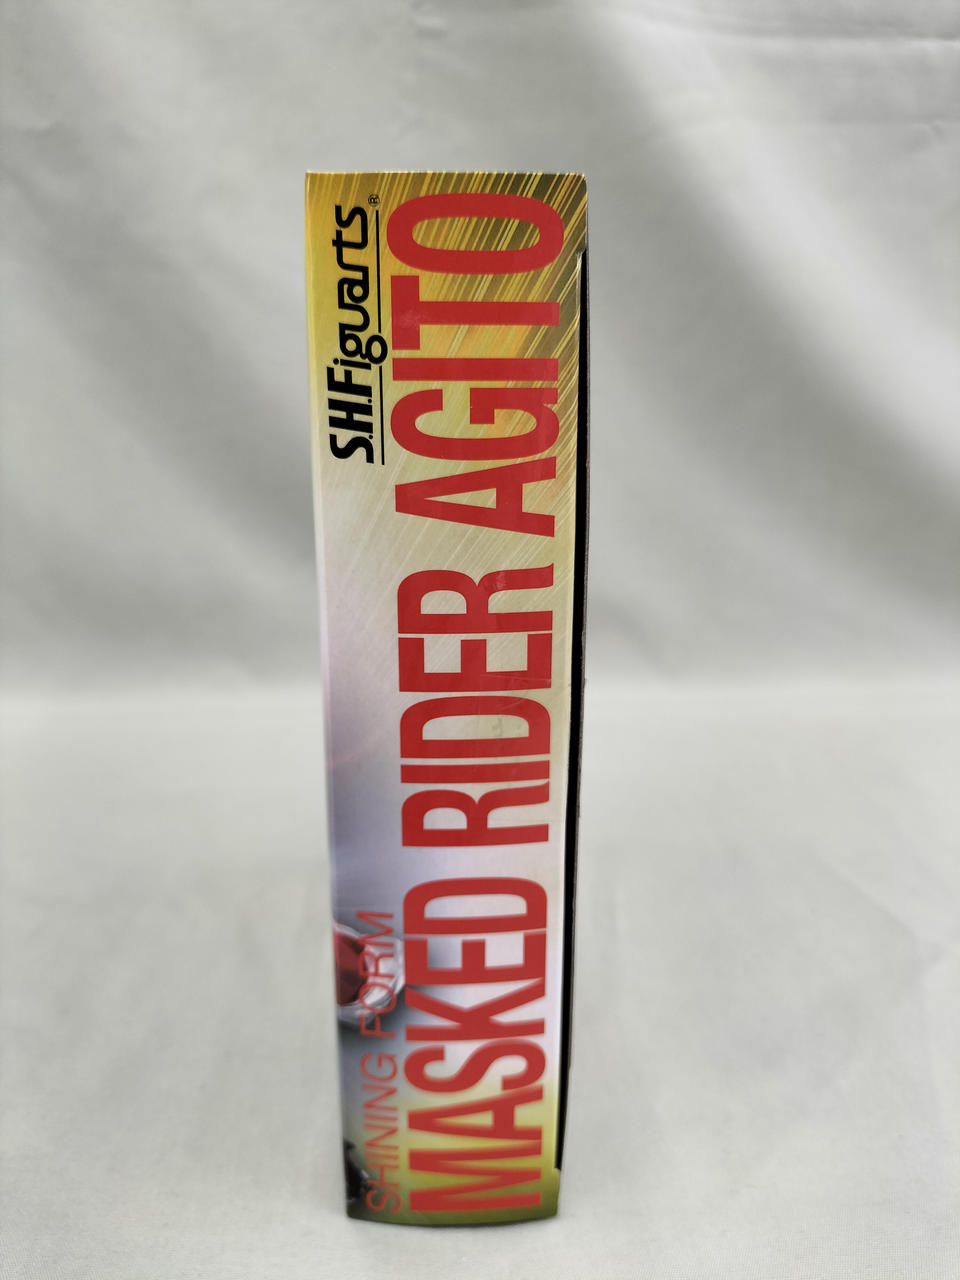 S.H.Figuarts®
SHINING FORM
MASKED RIDER AGITO